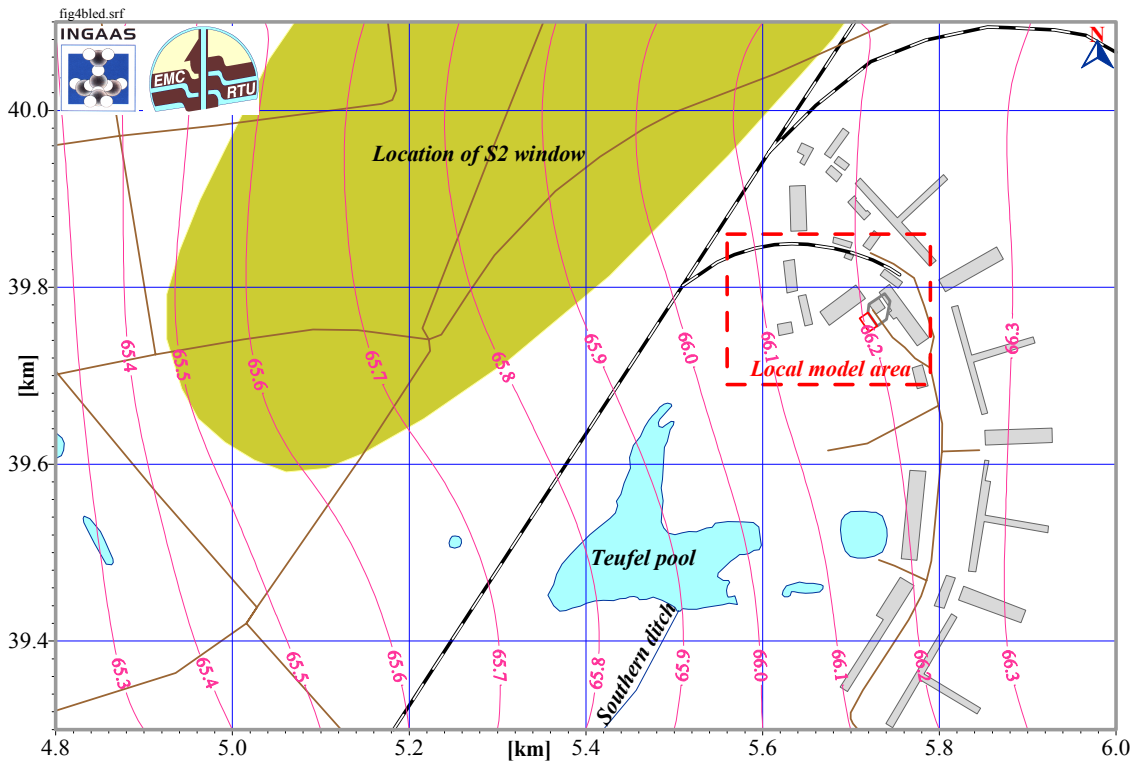 fig4bled.srf
INGAAS
EMC
RTU
N
40.0
39.8
39.6
39.4
[km]
Location of S2 window
65.4
65.5
65.6
65.7
65.8
65.9
66.0
66.1
66.2
66.3
Local model area
Teufel pool
Southern ditch
65.3
65.4
65.5
65.6
65.7
65.8
65.9
66.0
66.1
66.2
66.3
4.8
5.0
5.2
[km]
5.4
5.6
5.8
6.0